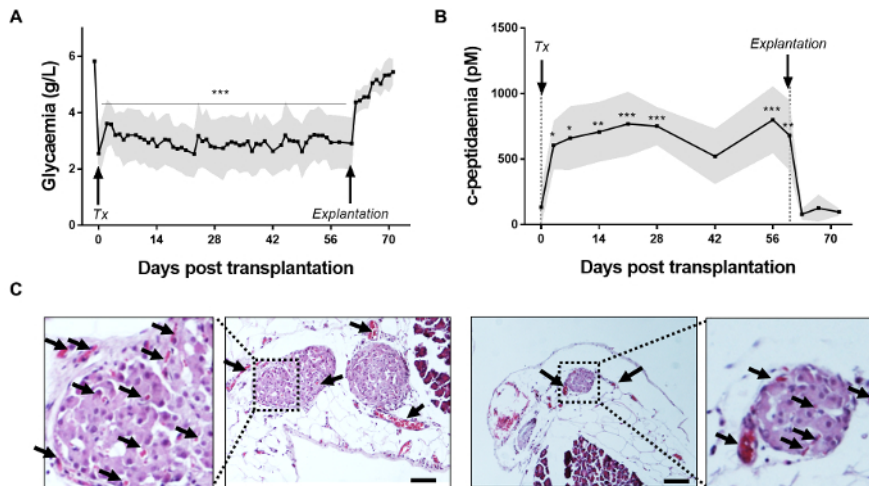 A
Glycaemia (g/L)
6
4
2
0
***
Tx
Explantation
0 14 28 42 56 70
Days post transplantation
B
c-peptidaemia (pM)
1500
1000
500
0
Tx
Explantation
* * ** *** *** *** **
0 14 28 42 56 70
Days post transplantation
C